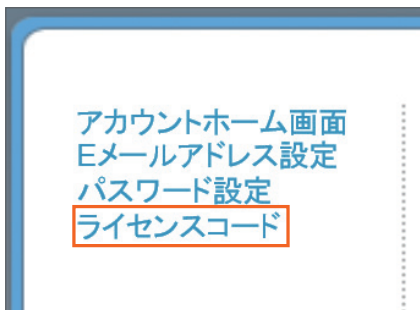 アカウントホーム画面
Eメールアドレス設定
パスワード設定
ライセンスコード